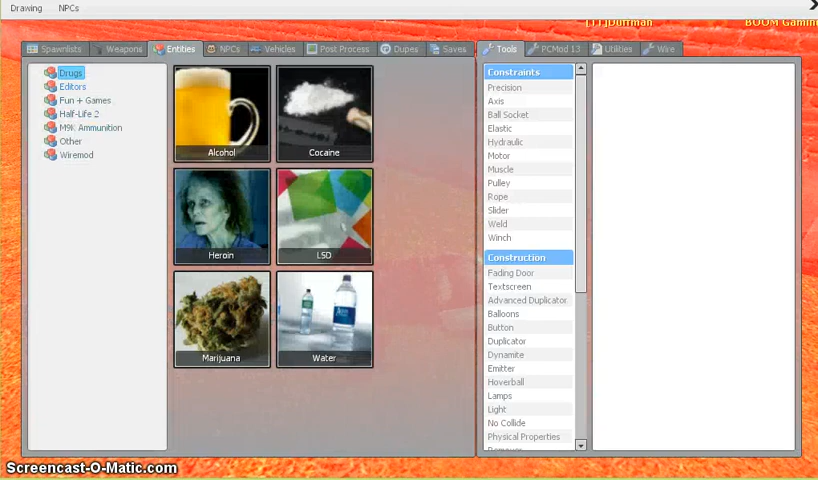 Drawing NPCs
[TT]Duffman BOOM Gamin
Spawnlists Weapons Entities NPCs Vehicles Post Process Dupes Saves Tools PCMod 13 Utilities Wire
Drugs
Editors
Fun + Games
Half-Life 2
M9K Ammunition
Other
Wiremod
Alcohol Cocaine
Heroin LSD
Marijuana Water
Constraints
Precision
Axis
Ball Socket
Elastic
Hydraulic
Motor
Muscle
Pulley
Rope
Slider
Weld
Winch
Construction
Fading Door
Textscreen
Advanced Duplicator
Balloons
Button
Duplicator
Dynamite
Emitter
Hoverball
Lamps
Light
No Collide
Physical Properties
Screencast-O-Matic.com